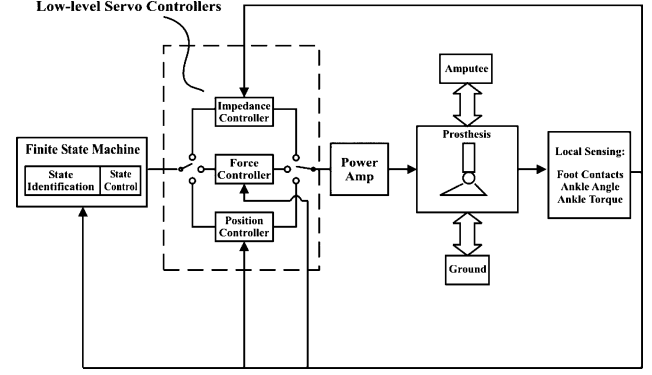 Low-level Servo Controllers
Impedance
Controller
Amputee
Finite State Machine
State
Identification
State
Control
Force
Controller
Power
Amp
Prosthesis
Local Sensing:
Foot Contacts
Ankle Angle
Ankle Torque
Position
Controller
Ground